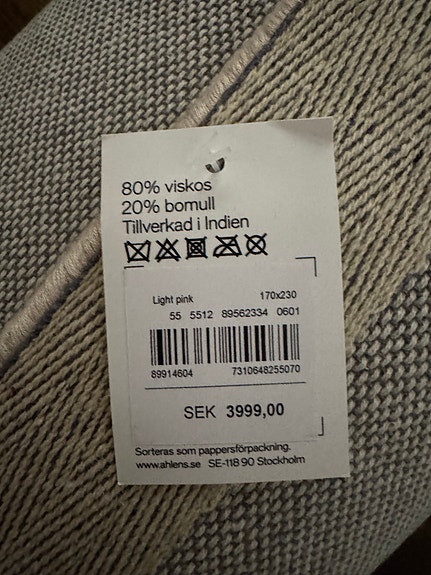 80% viskos
20% bomull
Tillverkad i Indien
Light pink 170x230
55 5512 89562334 0601
89914604 7310648255070
SEK 3999,00
Sorteras som pappersförpackning.
www.ahlens.se SE-118 90 Stockholm